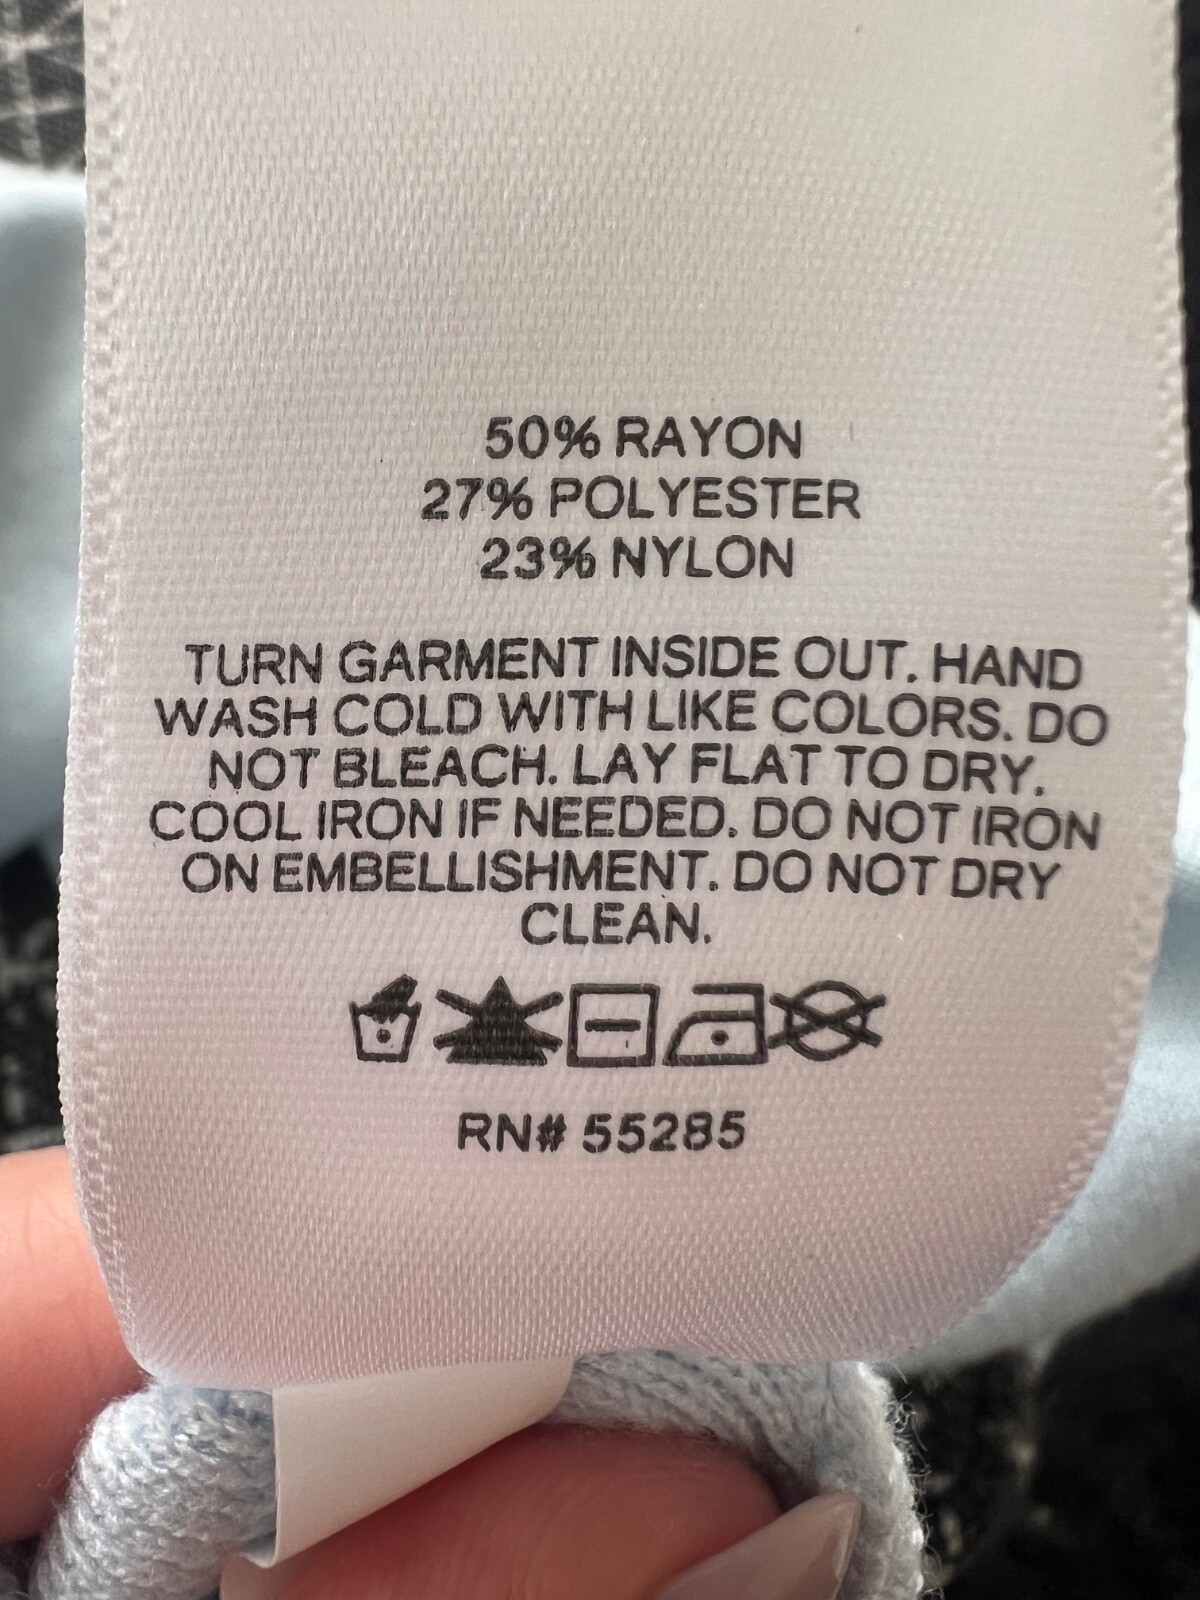 50% RAYON
27% POLYESTER
23% NYLON
TURN GARMENT INSIDE OUT. HAND
WASH COLD WITH LIKE COLORS. DO
NOT BLEACH. LAY FLAT TO DRY.
COOL IRON IF NEEDED. DO NOT IRON
ON EMBELLISHMENT. DO NOT DRY
CLEAN.
RN# 55285